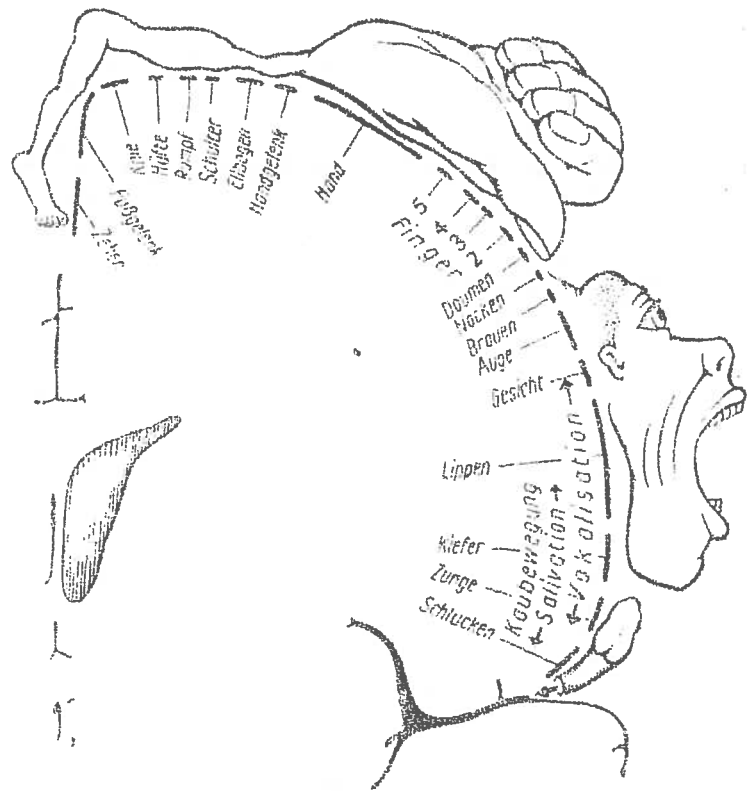 Zehen
Fußgelenk
Knie
Hüfte
Rumpf
Schulter
Ellbogen
Handgelenk
Hand
5
4
3
2
Finger
Daumen
Nacken
Brauen
Auge
Gesicht
Lippen
Kiefer
Zunge
Schlucken
Kaubewegung
Salivation
Vokalisation